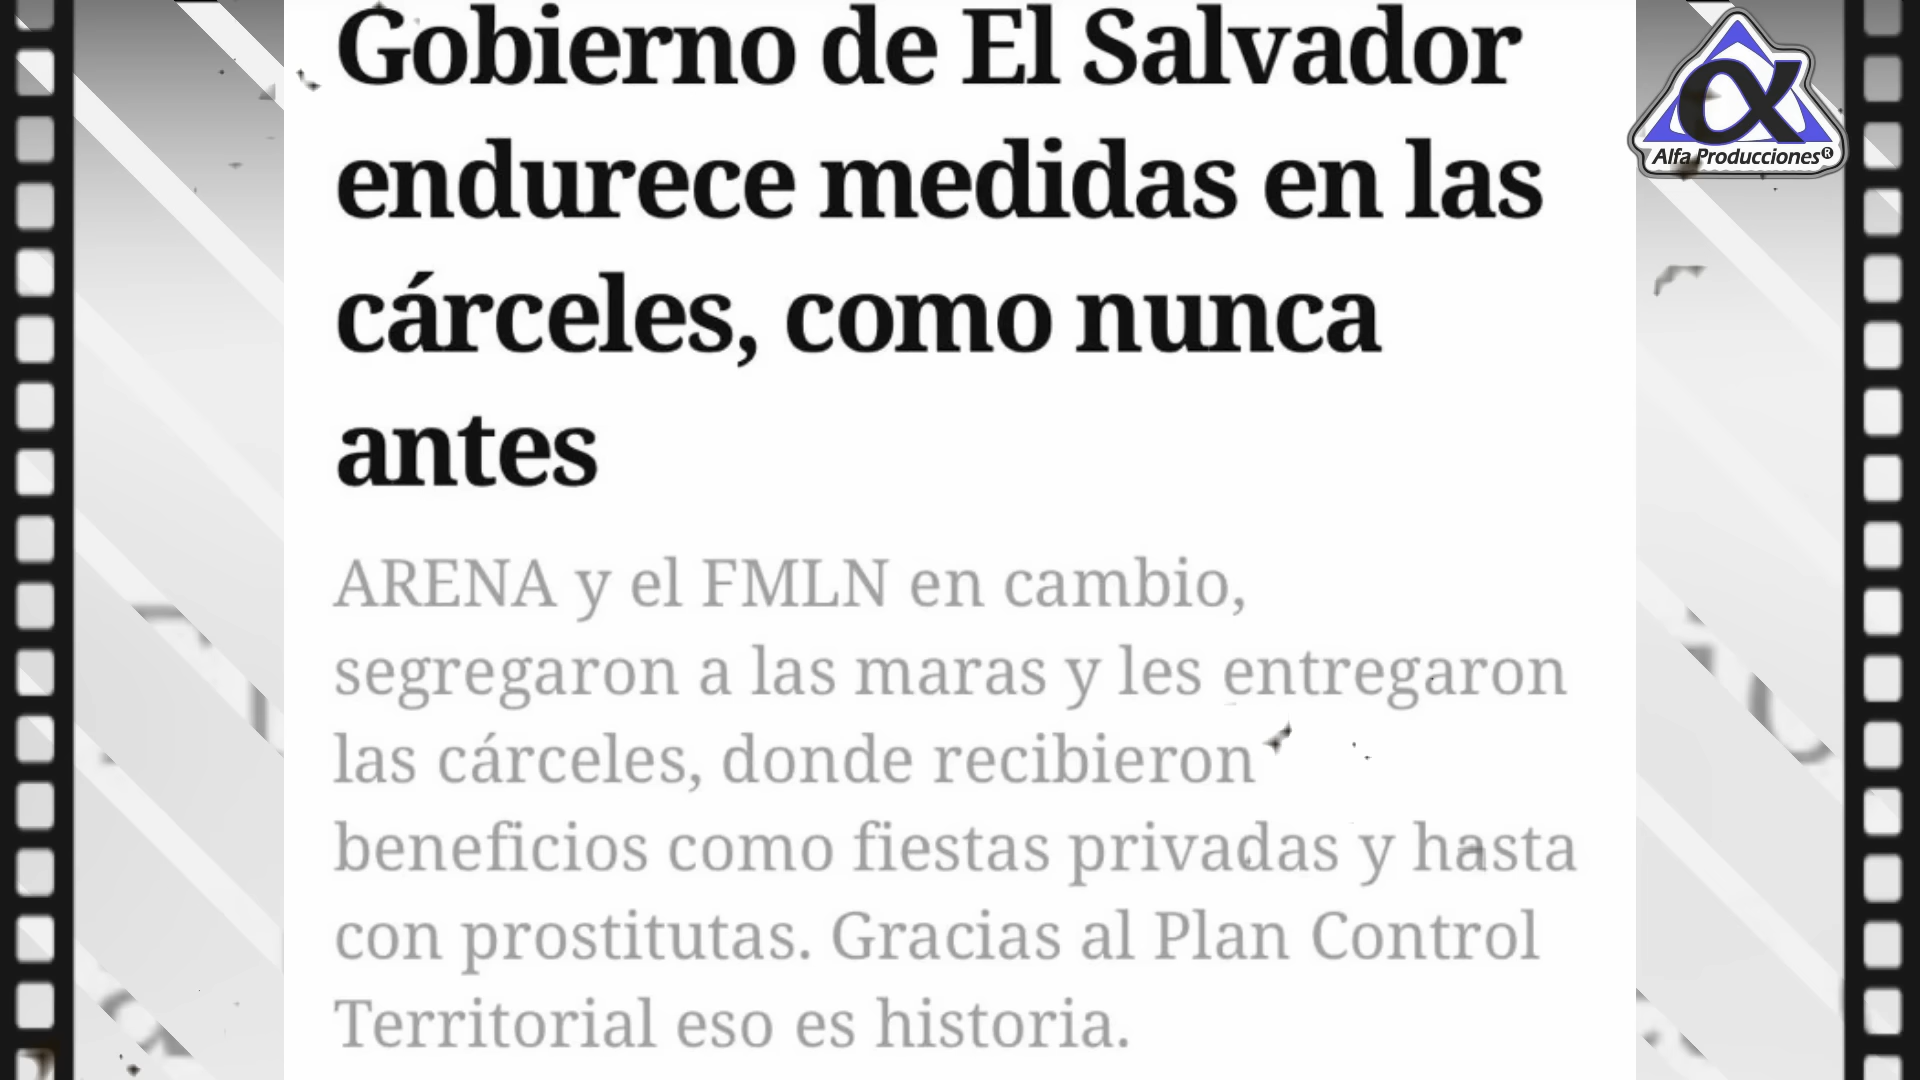 Gobierno de El Salvador
endurece medidas en las
cárceles, como nunca
antes
ARENA y el FMLN en cambio,
segregaron a las maras y les entregaron
las cárceles, donde recibieron
beneficios como fiestas privadas y hasta
con prostitutas. Gracias al Plan Control
Territorial eso es historia.
α
Alfa Producciones®